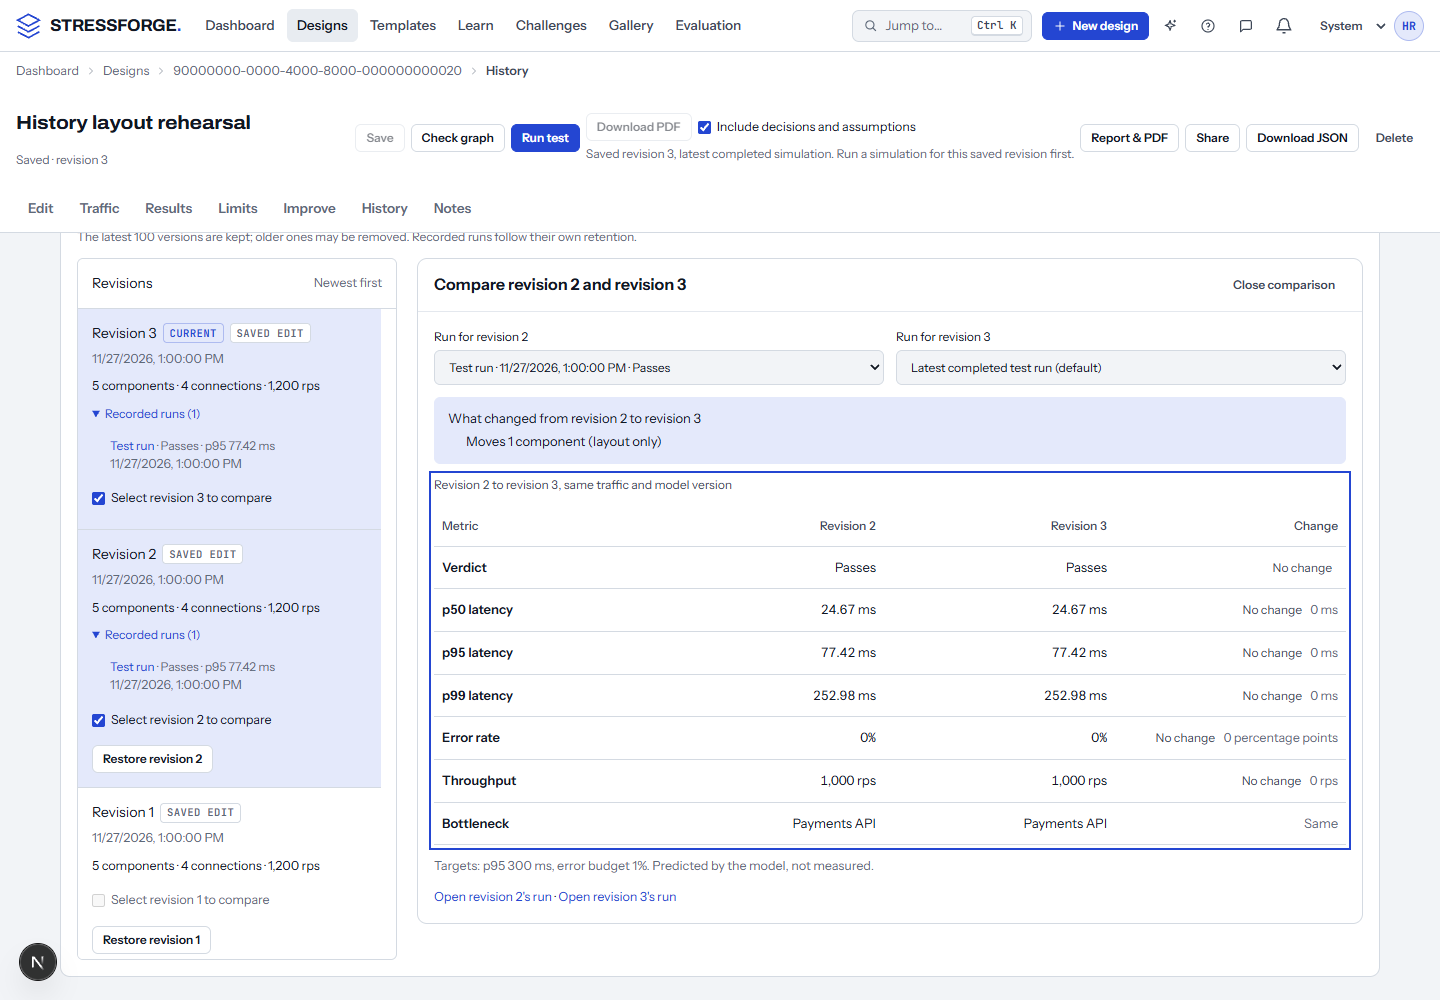 STRESSFORGE.
Dashboard Designs Templates Learn Challenges Gallery Evaluation
Jump to... Ctrl K
+ New design
System
HR
Dashboard > Designs > 90000000-0000-4000-8000-000000000020 > History
History layout rehearsal
Saved · revision 3
Save
Check graph
Run test
Download PDF
Include decisions and assumptions
Saved revision 3, latest completed simulation. Run a simulation for this saved revision first.
Report & PDF
Share
Download JSON
Delete
Edit Traffic Results Limits Improve History Notes
The latest 100 versions are kept; older ones may be removed. Recorded runs follow their own retention.
Revisions Newest first
Revision 3 CURRENT SAVED EDIT
11/27/2026, 1:00:00 PM
5 components · 4 connections · 1,200 rps
▼ Recorded runs (1)
Test run · Passes · p95 77.42 ms
11/27/2026, 1:00:00 PM
Select revision 3 to compare
Revision 2 SAVED EDIT
11/27/2026, 1:00:00 PM
5 components · 4 connections · 1,200 rps
▼ Recorded runs (1)
Test run · Passes · p95 77.42 ms
11/27/2026, 1:00:00 PM
Select revision 2 to compare
Restore revision 2
Revision 1 SAVED EDIT
11/27/2026, 1:00:00 PM
5 components · 4 connections · 1,200 rps
Select revision 1 to compare
Restore revision 1
N
Compare revision 2 and revision 3
Close comparison
Run for revision 2
Test run · 11/27/2026, 1:00:00 PM · Passes
Run for revision 3
Latest completed test run (default)
What changed from revision 2 to revision 3
Moves 1 component (layout only)
Revision 2 to revision 3, same traffic and model version
Metric Revision 2 Revision 3 Change
Verdict Passes Passes No change
p50 latency 24.67 ms 24.67 ms No change 0 ms
p95 latency 77.42 ms 77.42 ms No change 0 ms
p99 latency 252.98 ms 252.98 ms No change 0 ms
Error rate 0% 0% No change 0 percentage points
Throughput 1,000 rps 1,000 rps No change 0 rps
Bottleneck Payments API Payments API Same
Targets: p95 300 ms, error budget 1%. Predicted by the model, not measured.
Open revision 2's run · Open revision 3's run